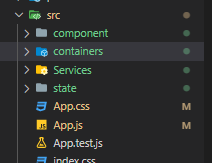 src
component
containers
Services
state
App.css M
App.js M
App.test.js
index.css